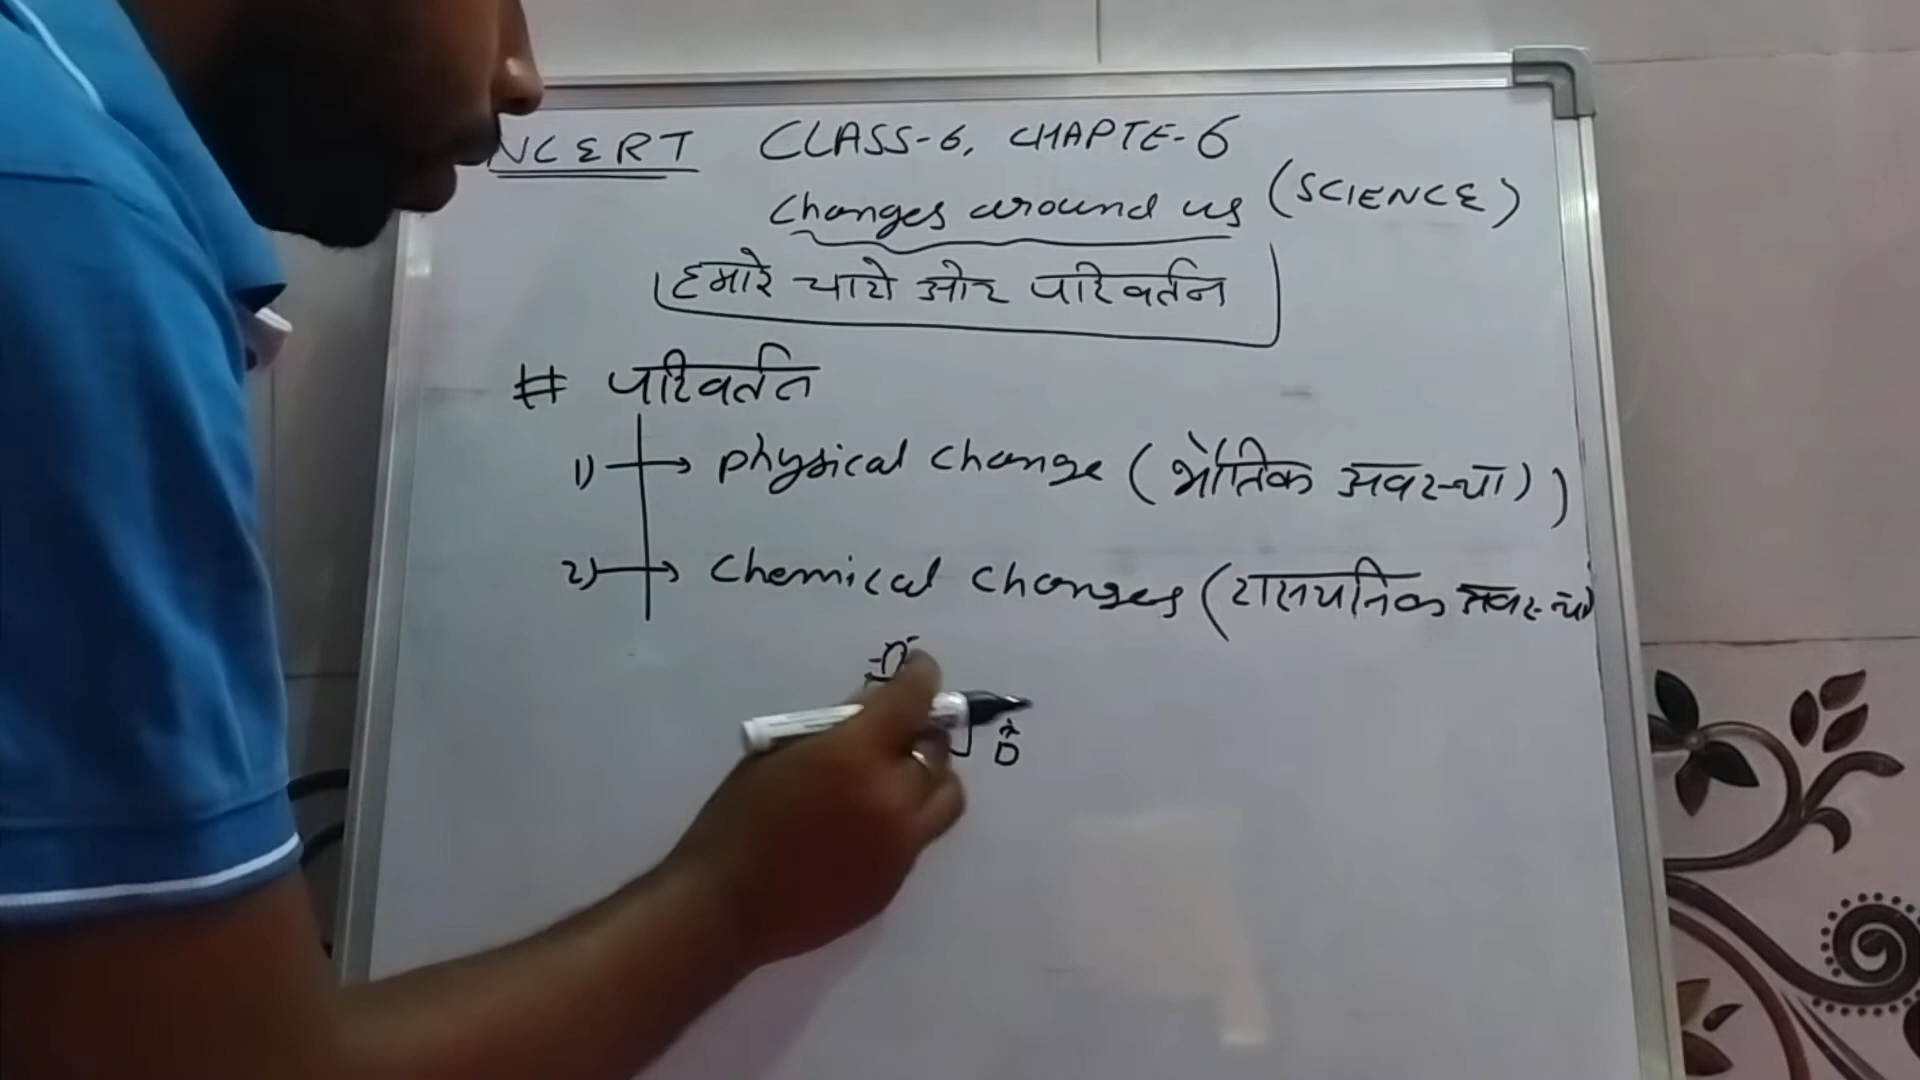 NCERT CLASS-6, CHAPTE-6
Changes around us (SCIENCE)
हमारे चारो ओर परिवर्तन
# परिवर्तन
1) → physical change (भौतिक अवस्था)
2) → Chemical changes (रासयनिक अवस्था